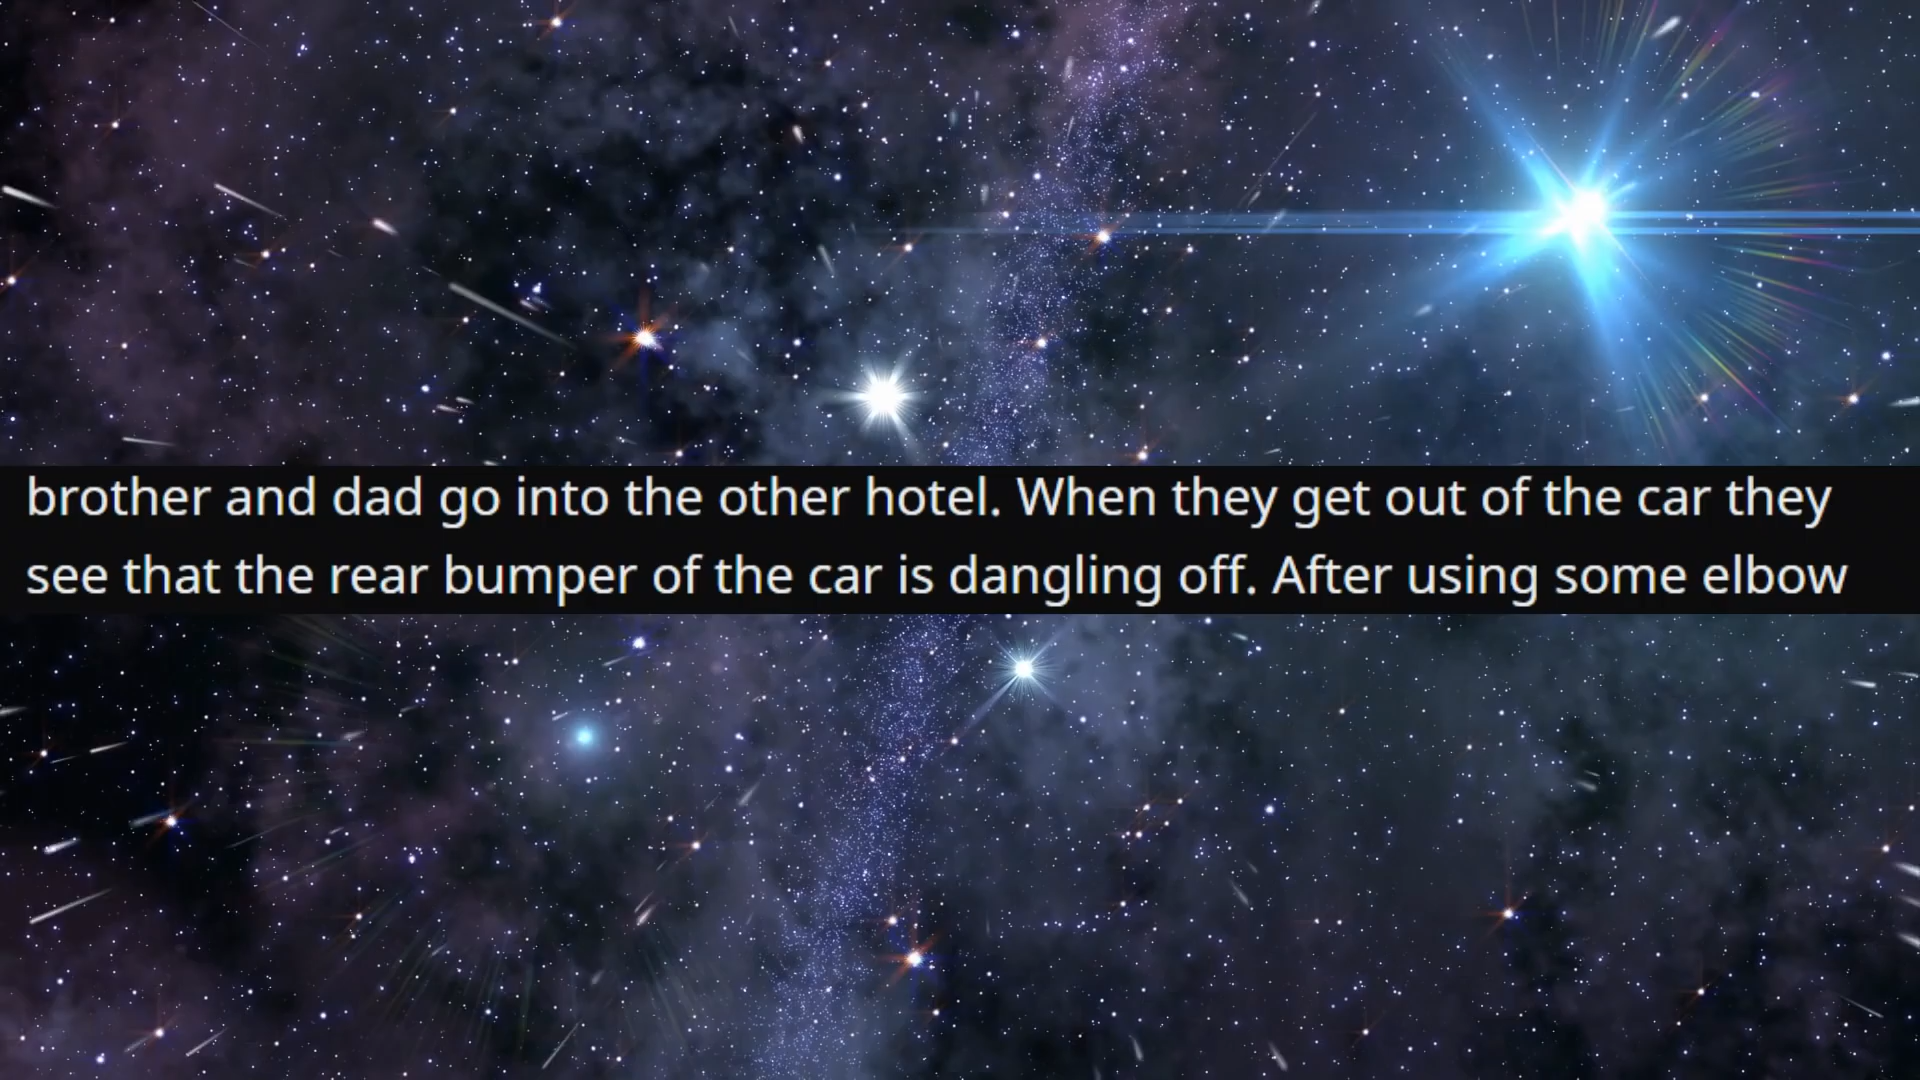 brother and dad go into the other hotel. When they get out of the car they
see that the rear bumper of the car is dangling off. After using some elbow